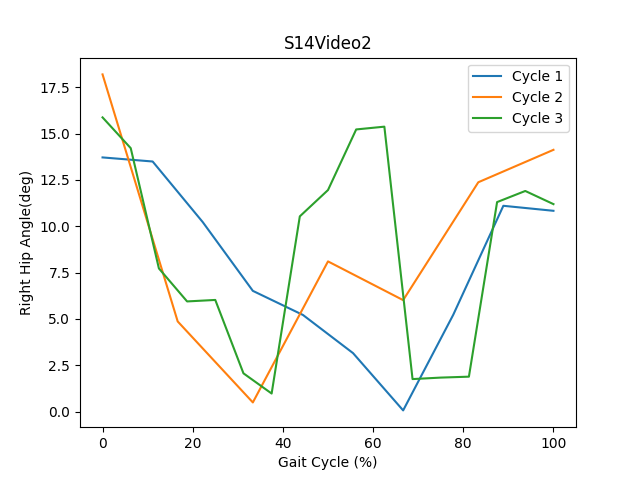 S14Video2
Cycle 1
Cycle 2
Cycle 3
Right Hip Angle(deg)
17.5
15.0
12.5
10.0
7.5
5.0
2.5
0.0
0 20 40 60 80 100
Gait Cycle (%)